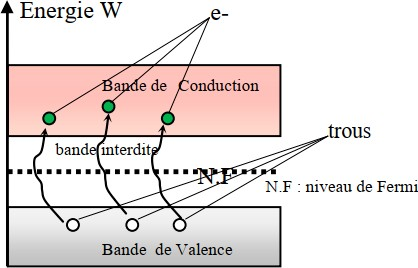 Energie W
e-
Bande de Conduction
trous
bande interdite
N.F
N.F : niveau de Fermi
Bande de Valence